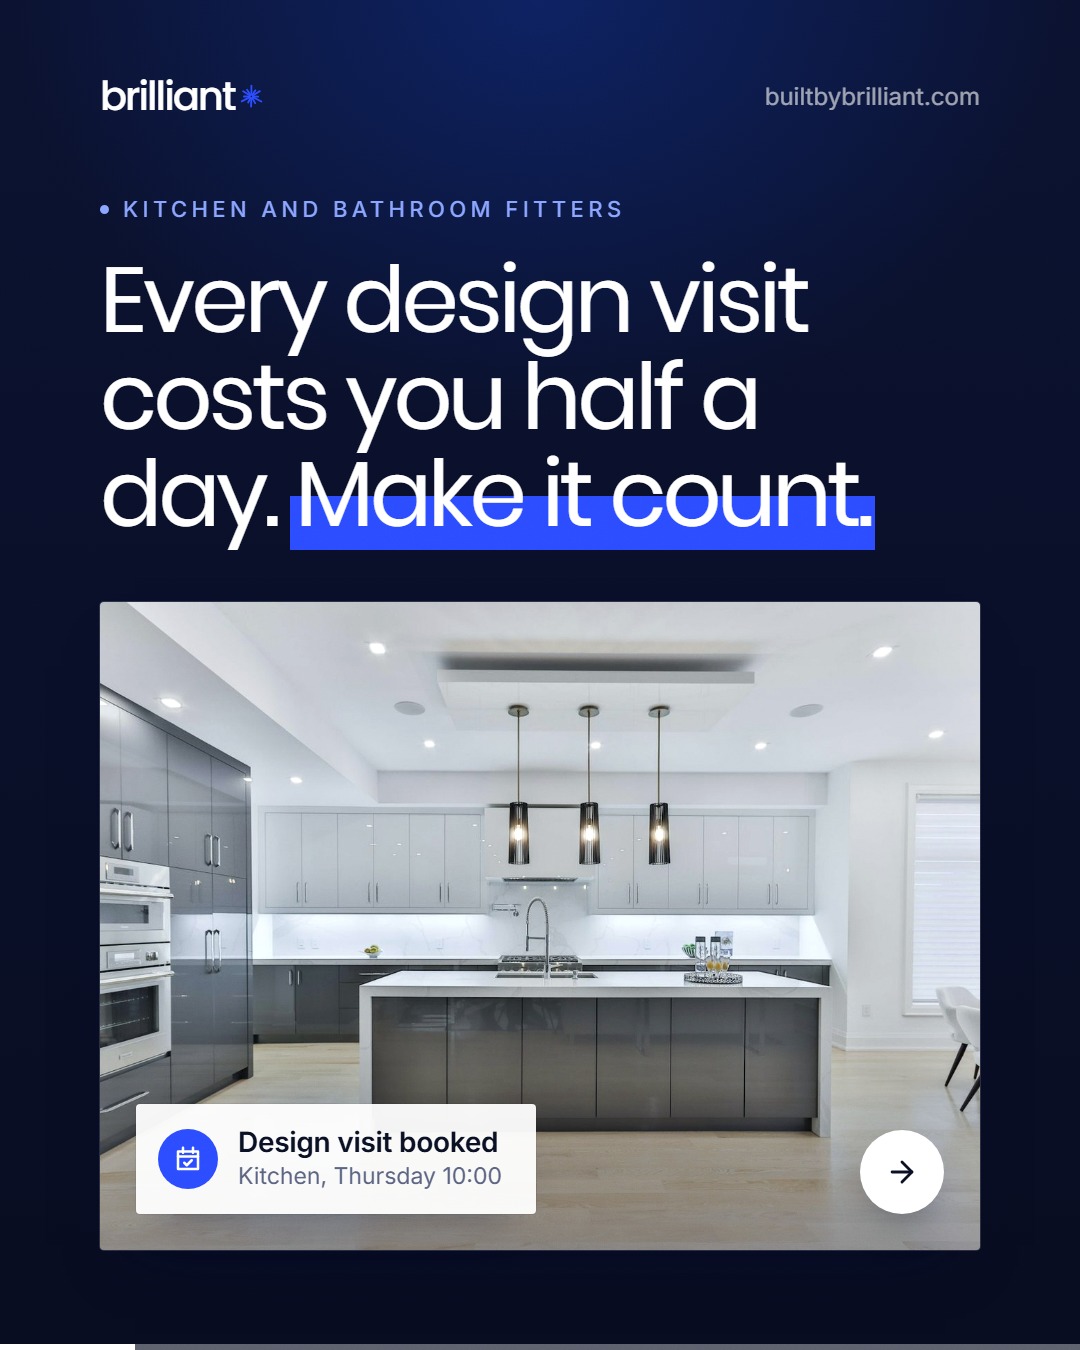 brilliant
builtbybrilliant.com
KITCHEN AND BATHROOM FITTERS
Every design visit
costs you half a
day. Make it count.
Design visit booked
Kitchen, Thursday 10:00